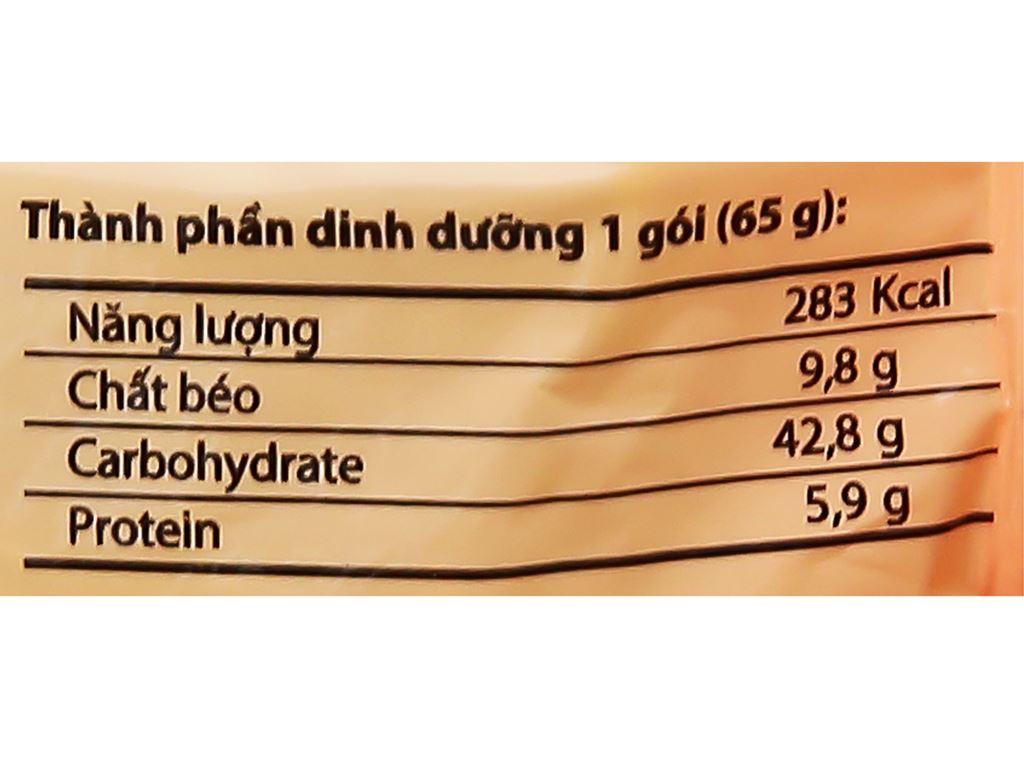 Thành phần dinh dưỡng 1 gói (65 g):
Năng lượng 283 Kcal
Chất béo 9,8 g
Carbohydrate 42,8 g
Protein 5,9 g